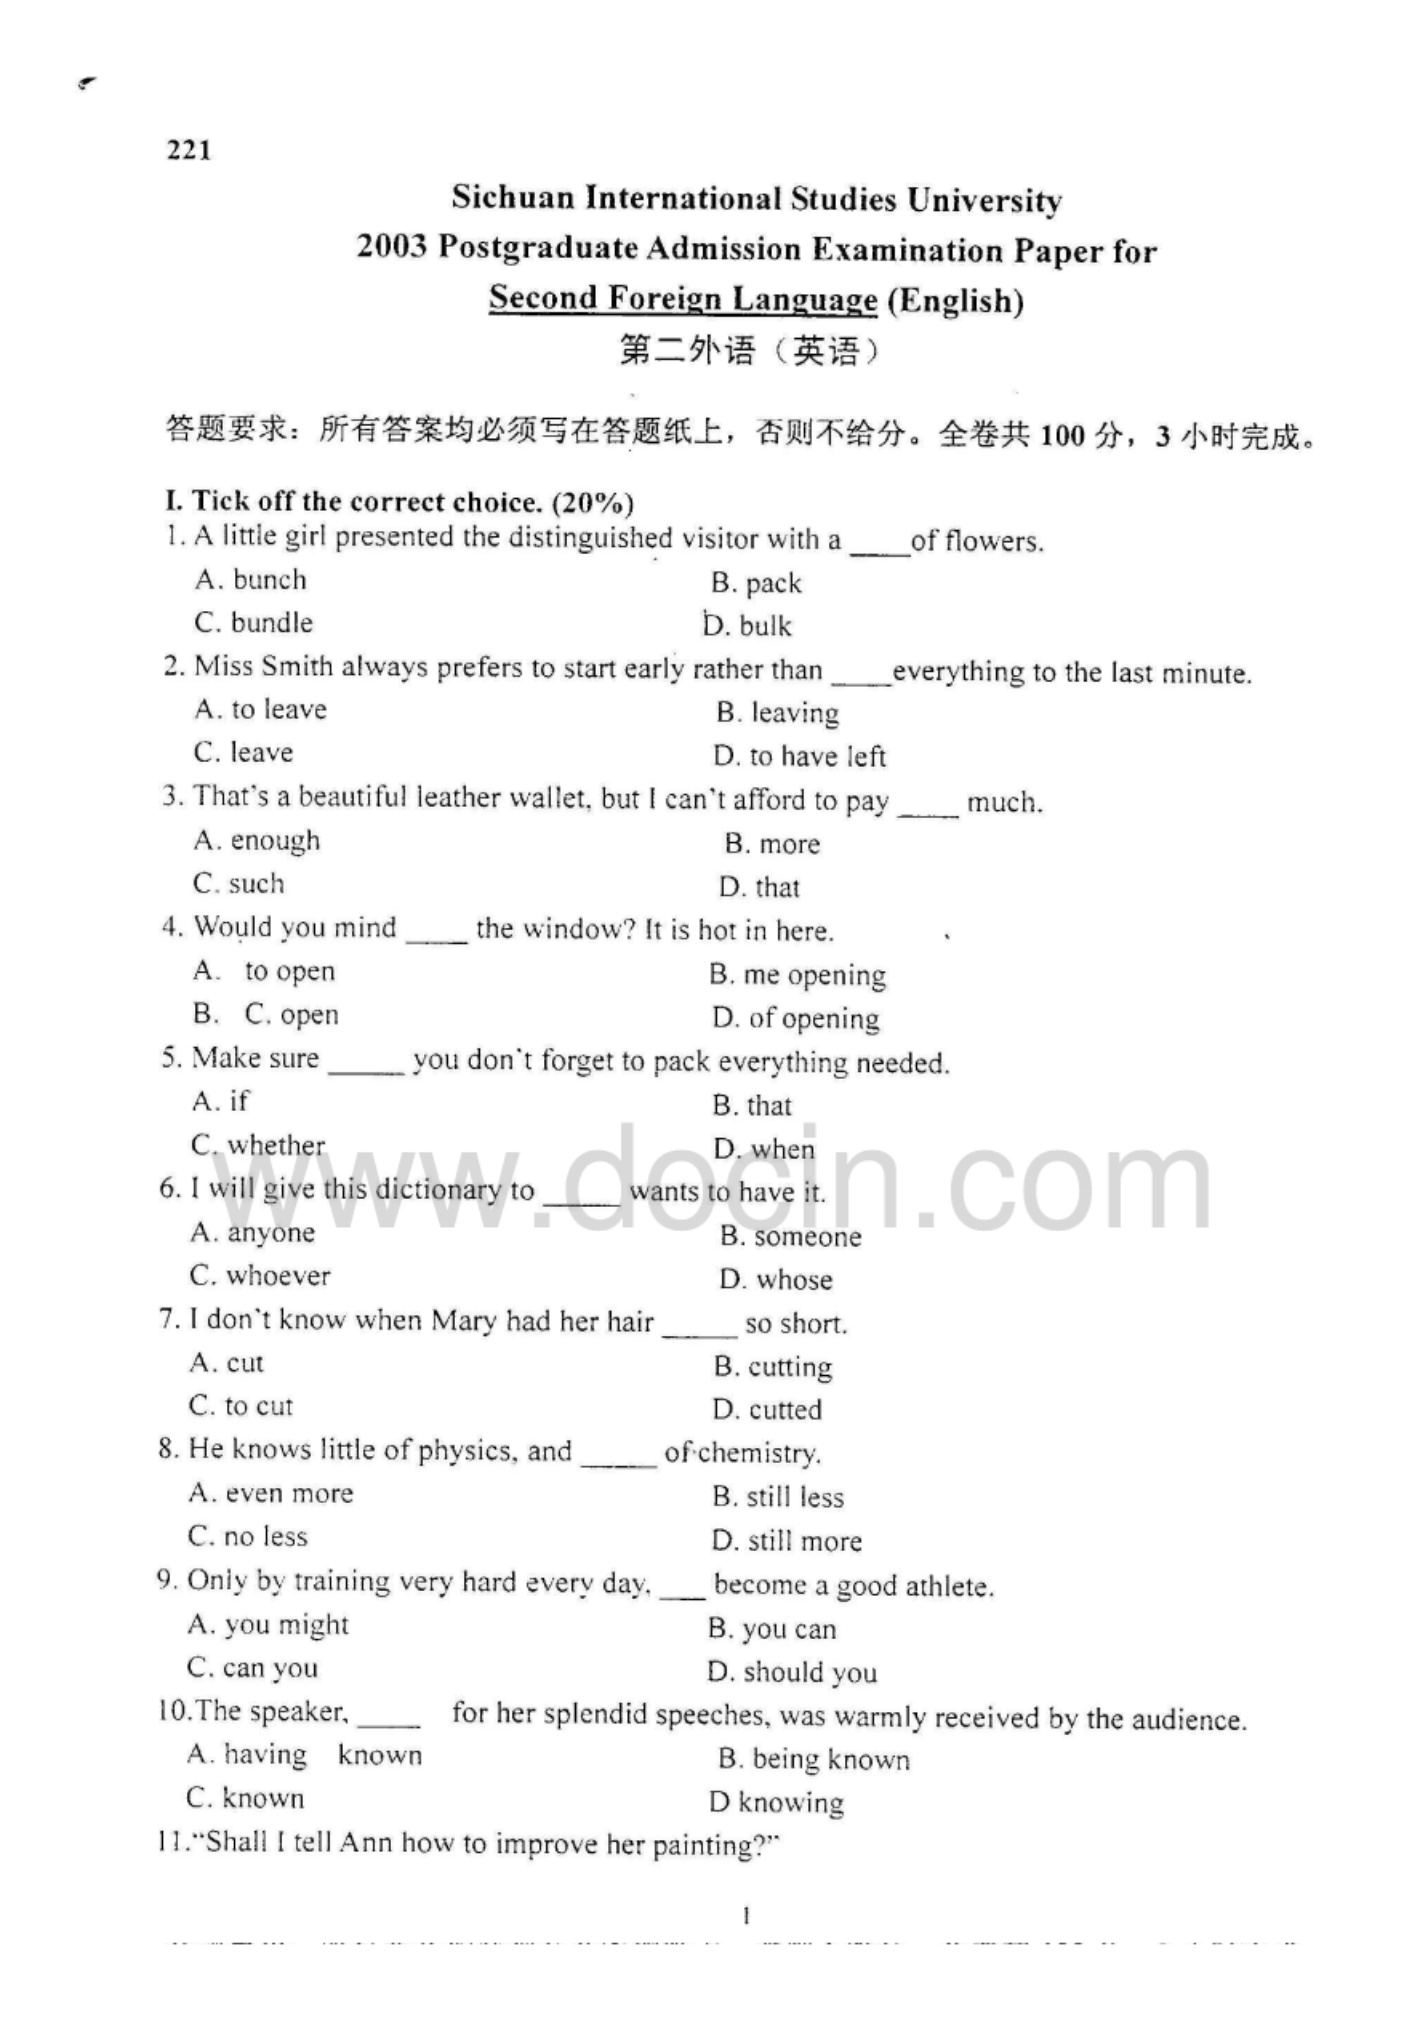 221
Sichuan International Studies University
2003 Postgraduate Admission Examination Paper for
Second Foreign Language (English)
第二外语（英语）
答题要求：所有答案均必须写在答题纸上，否则不给分。全卷共 100 分，3 小时完成。
I. Tick off the correct choice. (20%)
1. A little girl presented the distinguished visitor with a ____of flowers.
A. bunch B. pack
C. bundle D. bulk
2. Miss Smith always prefers to start early rather than ____everything to the last minute.
A. to leave B. leaving
C. leave D. to have left
3. That's a beautiful leather wallet, but I can't afford to pay ____ much.
A. enough B. more
C. such D. that
4. Would you mind ____ the window? It is hot in here.
A. to open B. me opening
B. C. open D. of opening
5. Make sure _____ you don't forget to pack everything needed.
A. if B. that
C. whether D. when
6. I will give this dictionary to _____ wants to have it.
A. anyone B. someone
C. whoever D. whose
7. I don't know when Mary had her hair _____ so short.
A. cut B. cutting
C. to cut D. cutted
8. He knows little of physics, and _____ of chemistry.
A. even more B. still less
C. no less D. still more
9. Only by training very hard every day, ___ become a good athlete.
A. you might B. you can
C. can you D. should you
10.The speaker, ____ for her splendid speeches, was warmly received by the audience.
A. having known B. being known
C. known D knowing
11."Shall I tell Ann how to improve her painting?"
1
www.docin.com